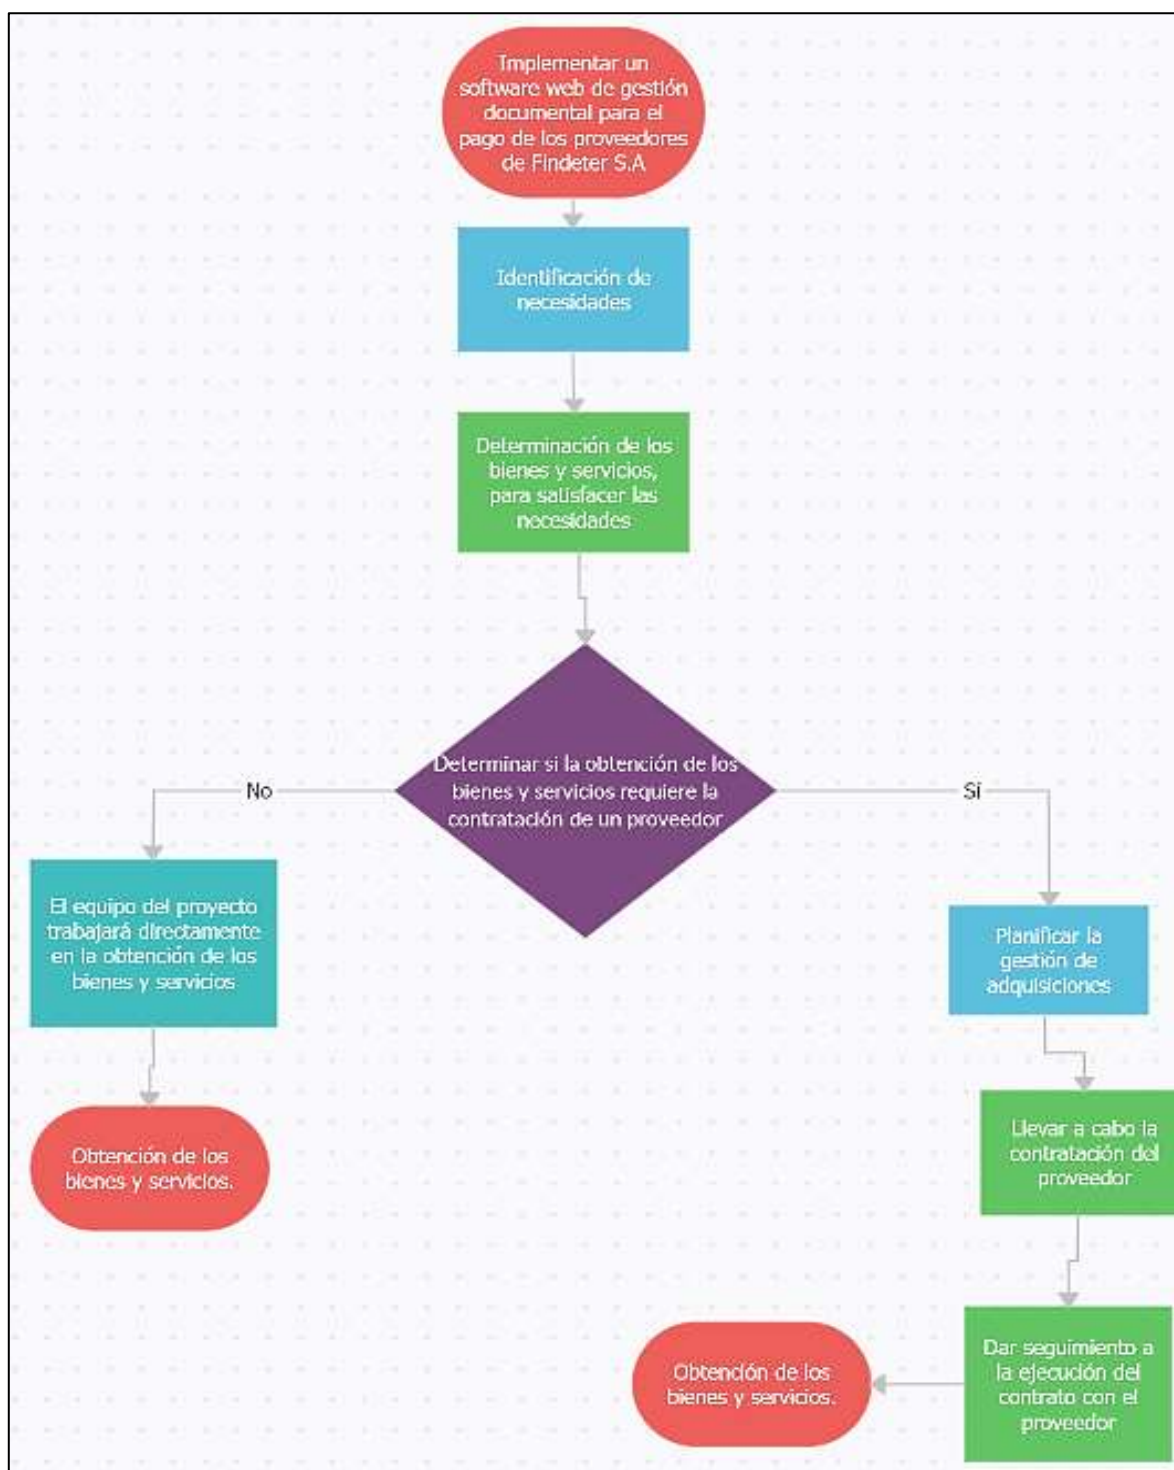 Implementar un
software web de gestión
documental para el
pago de los proveedores
de Findeter S.A
Identificación de
necesidades
Determinación de los
bienes y servicios,
para satisfacer las
necesidades
Determinar si la obtención de los
bienes y servicios requiere la
contratación de un proveedor
No
Si
El equipo del proyecto
trabajará directamente
en la obtención de los
bienes y servicios
Obtención de los
bienes y servicios.
Planificar la
gestión de
adquisiciones
Llevar a cabo la
contratación del
proveedor
Dar seguimiento a
la ejecución del
contrato con el
proveedor
Obtención de los
bienes y servicios.